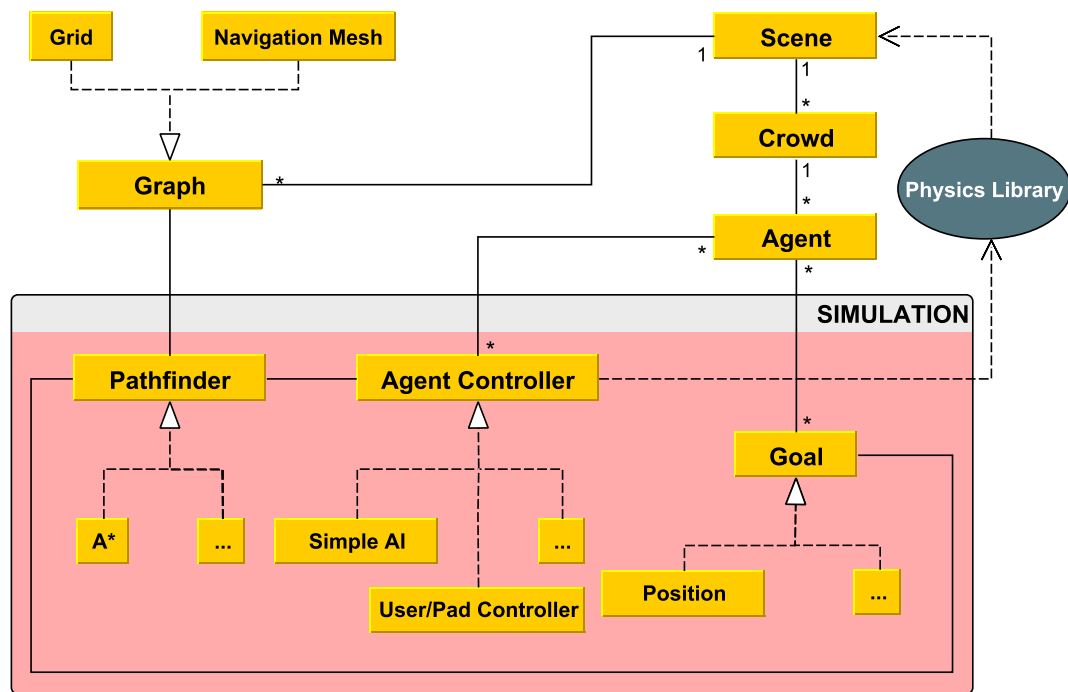 Grid
Navigation Mesh
Scene
1
1
*
Crowd
1
Physics Library
Graph
*
*
Agent
*
*
SIMULATION
*
Pathfinder
Agent Controller
*
Goal
A*
...
Simple AI
...
Position
...
User/Pad Controller